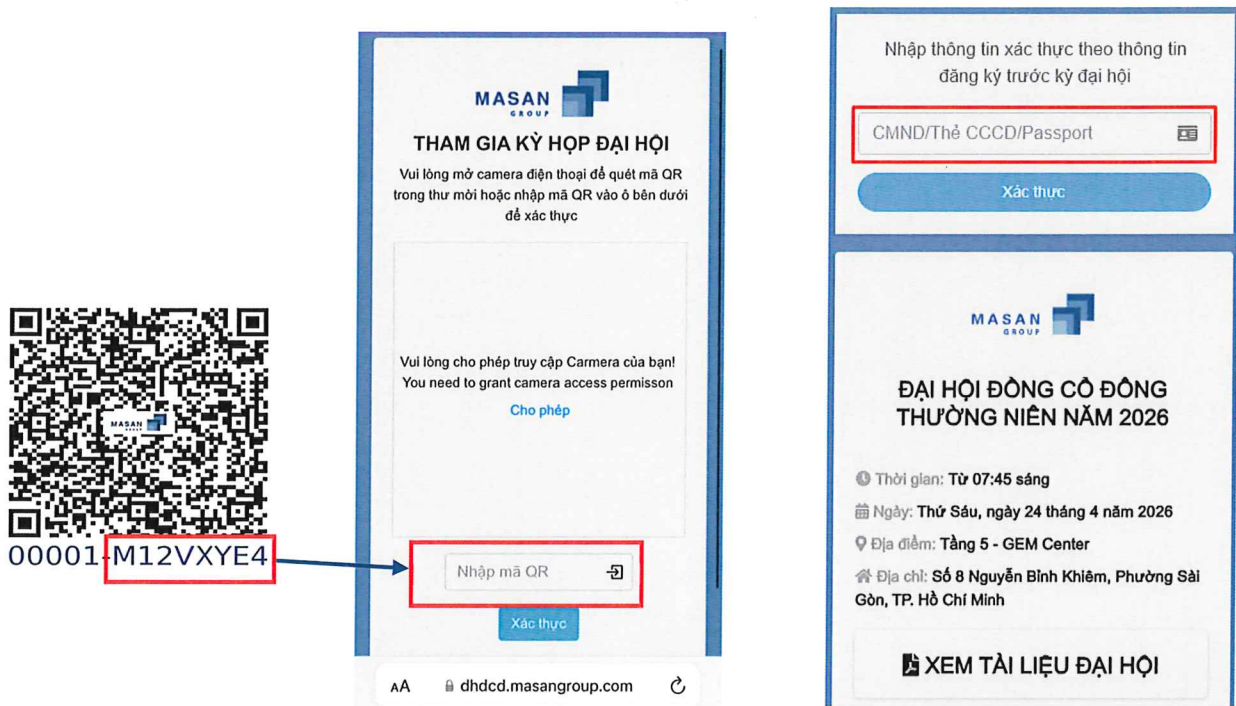 MASAN
GROUP
00001-M12VXYE4
MASAN
GROUP
THAM GIA KỲ HỌP ĐẠI HỘI
Vui lòng mở camera điện thoại để quét mã QR
trong thư mời hoặc nhập mã QR vào ô bên dưới
để xác thực
Vui lòng cho phép truy cập Carmera của bạn!
You need to grant camera access permisson
Cho phép
Nhập mã QR
Xác thực
AA dhdcd.masangroup.com
Nhập thông tin xác thực theo thông tin
đăng ký trước kỳ đại hội
CMND/Thẻ CCCD/Passport
Xác thực
MASAN
GROUP
ĐẠI HỘI ĐỒNG CỔ ĐÔNG
THƯỜNG NIÊN NĂM 2026
Thời gian: Từ 07:45 sáng
Ngày: Thứ Sáu, ngày 24 tháng 4 năm 2026
Địa điểm: Tầng 5 - GEM Center
Địa chỉ: Số 8 Nguyễn Bỉnh Khiêm, Phường Sài
Gòn, TP. Hồ Chí Minh
XEM TÀI LIỆU ĐẠI HỘI